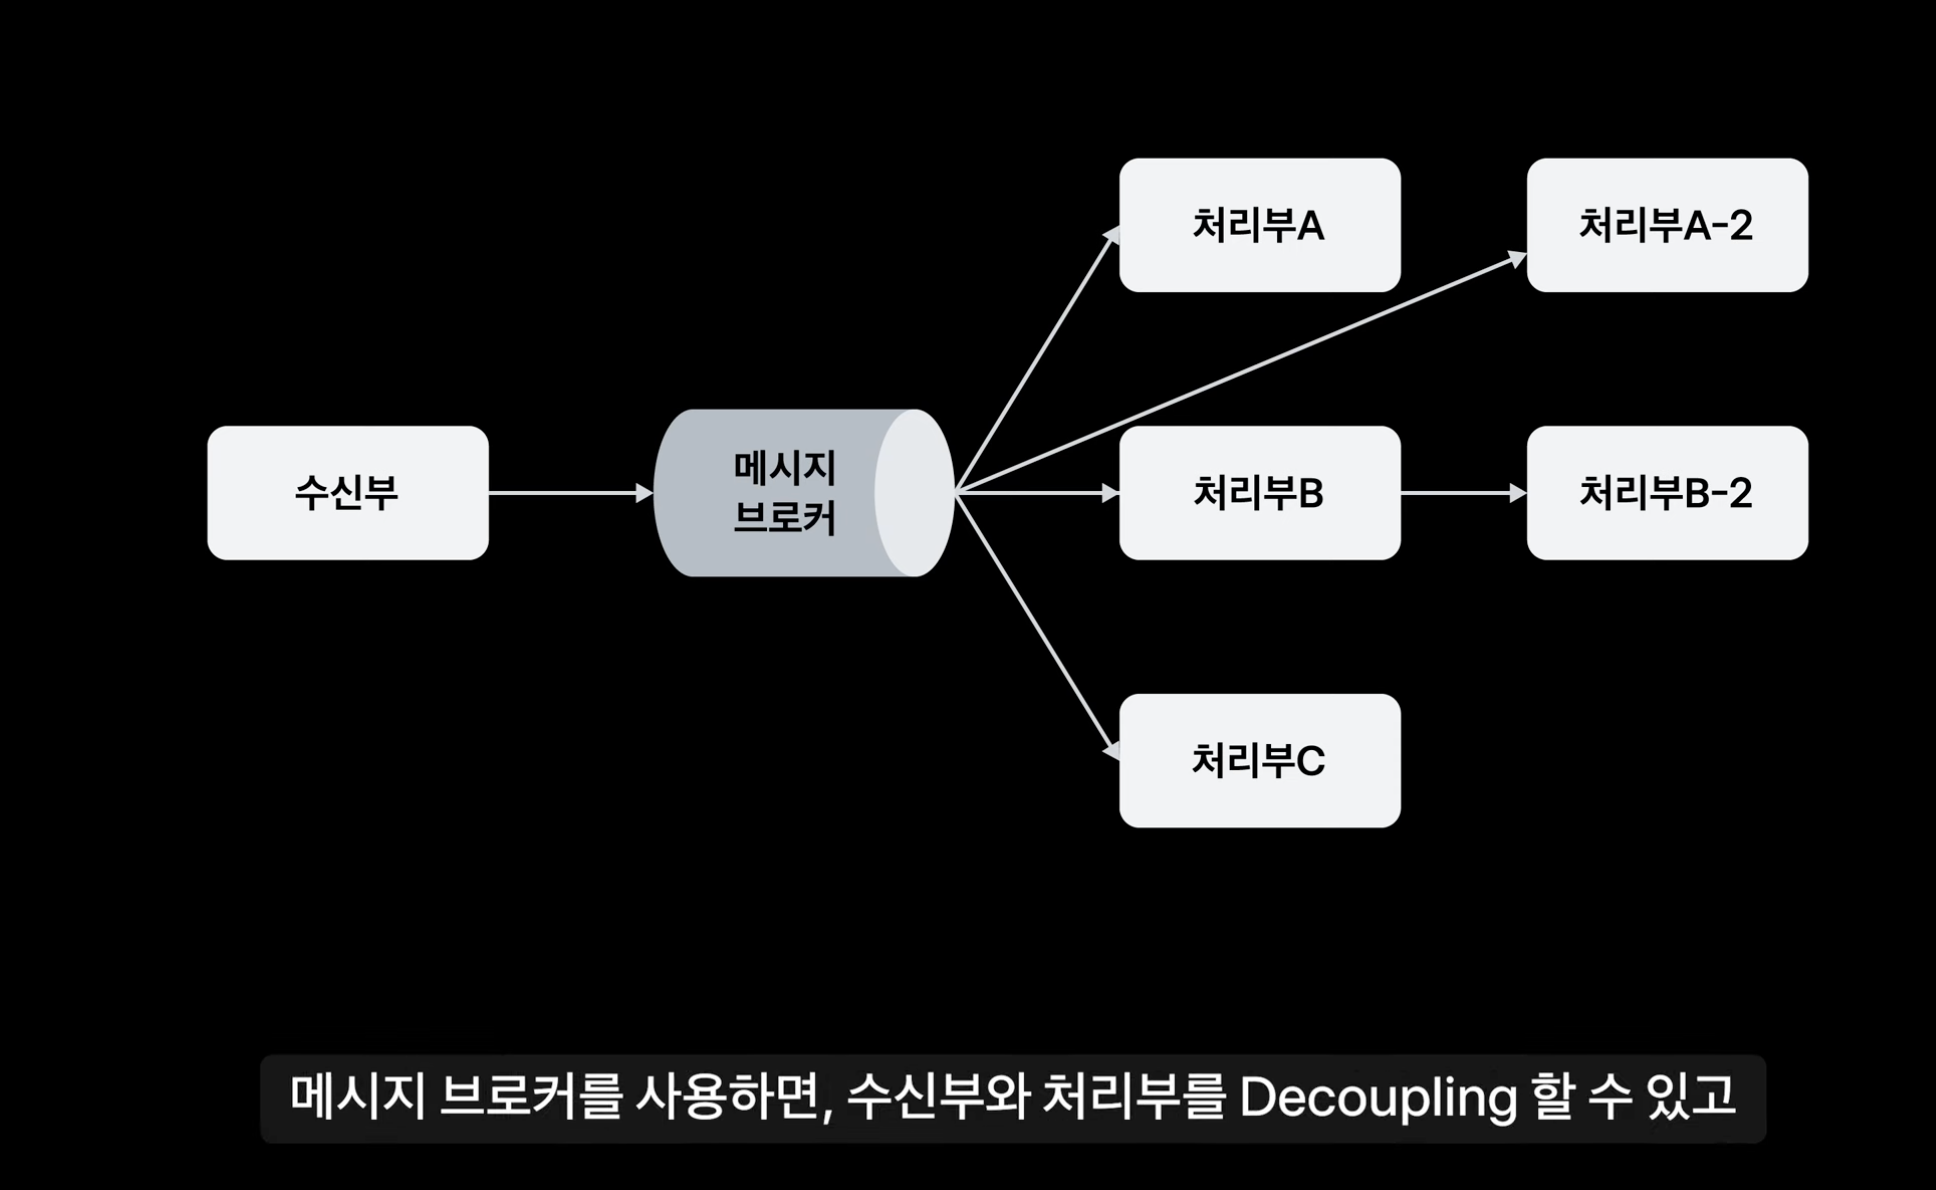 처리부A
처리부A-2
수신부
메시지
브로커
처리부B
처리부B-2
처리부C
메시지 브로커를 사용하면, 수신부와 처리부를 Decoupling 할 수 있고